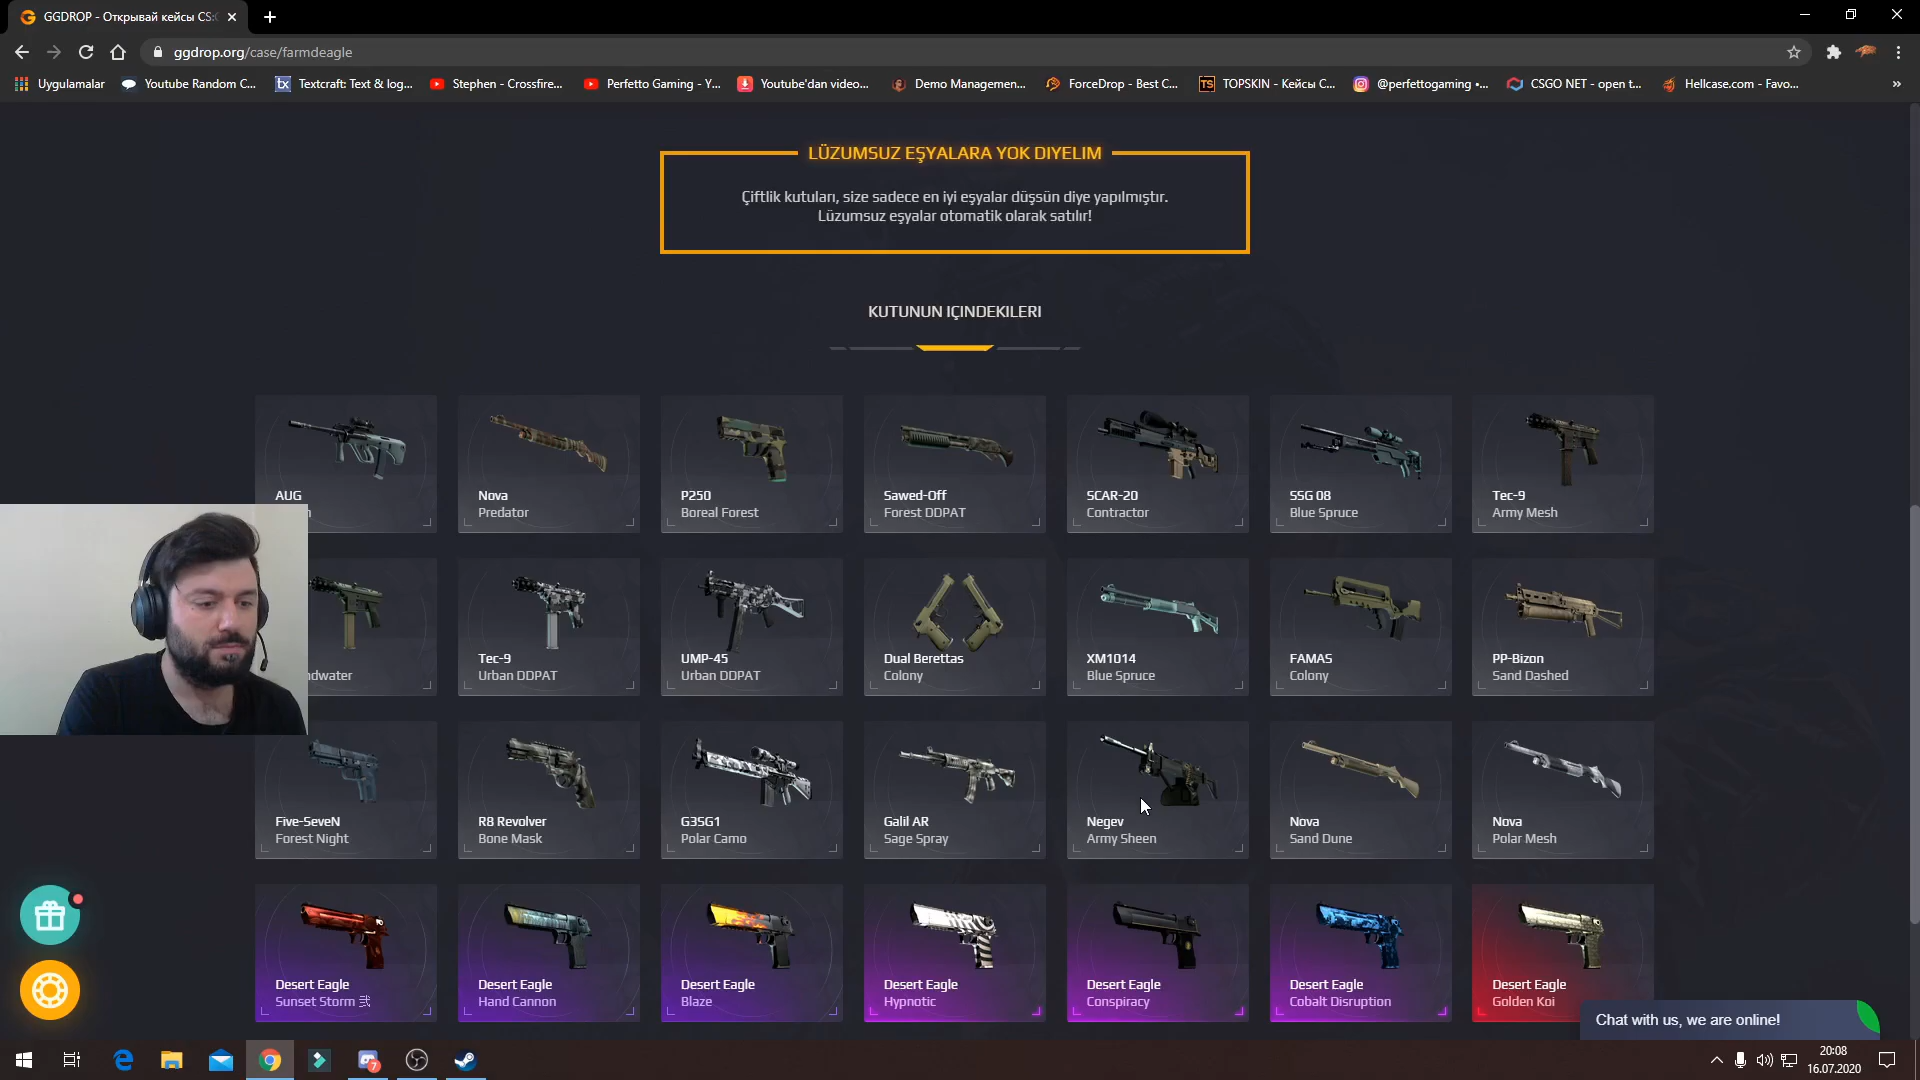 GGDROP - Открывай кейсы CS:
ggdrop.org/case/farmdeagle
Uygulamalar
Youtube Random C...
tx
Textcraft: Text & log...
Stephen - Crossfire...
Perfetto Gaming - Y...
Youtube'dan video...
Demo Managemen...
ForceDrop - Best C...
TS
TOPSKIN - Кейсы C...
@perfettogaming •...
CSGO NET - open t...
Hellcase.com - Favo...
»
LÜZUMSUZ EŞYALARA YOK DIYELIM
Çiftlik kutuları, size sadece en iyi eşyalar düşsün diye yapılmıştır.
Lüzumsuz eşyalar otomatik olarak satılır!
KUTUNUN IÇINDEKILERI
AUG
Nova
Predator
P250
Boreal Forest
Sawed-Off
Forest DDPAT
SCAR-20
Contractor
SSG 08
Blue Spruce
Tec-9
Army Mesh
ndwater
Tec-9
Urban DDPAT
UMP-45
Urban DDPAT
Dual Berettas
Colony
XM1014
Blue Spruce
FAMAS
Colony
PP-Bizon
Sand Dashed
Five-SeveN
Forest Night
R8 Revolver
Bone Mask
G3SG1
Polar Camo
Galil AR
Sage Spray
Negev
Army Sheen
Nova
Sand Dune
Nova
Polar Mesh
Desert Eagle
Sunset Storm 弐
Desert Eagle
Hand Cannon
Desert Eagle
Blaze
Desert Eagle
Hypnotic
Desert Eagle
Conspiracy
Desert Eagle
Cobalt Disruption
Desert Eagle
Golden Koi
Chat with us, we are online!
7
20:08
16.07.2020